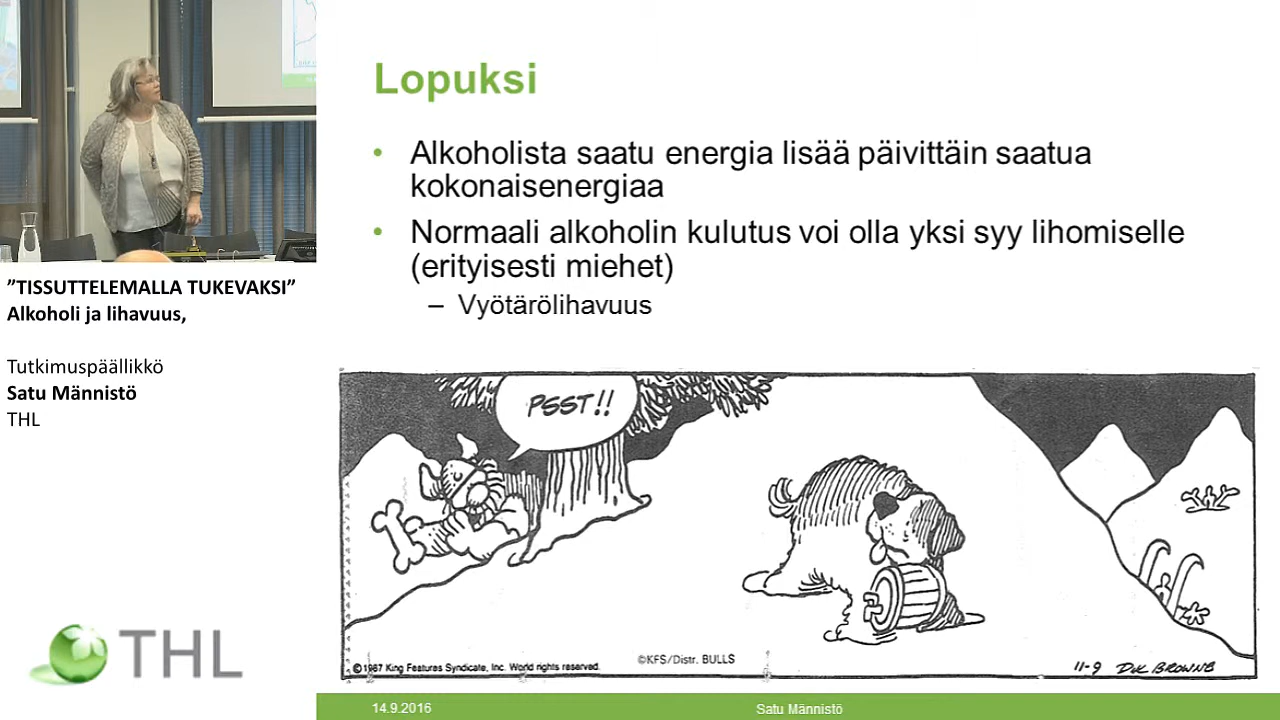 Lopuksi
• Alkoholista saatu energia lisää päivittäin saatua
kokonaisenergiaa
• Normaali alkoholin kulutus voi olla yksi syy lihomiselle
(erityisesti miehet)
– Vyötärölihavuus
”TISSUTTELEMALLA TUKEVAKSI”
Alkoholi ja lihavuus,
Tutkimuspäällikkö
Satu Männistö
THL
PSST!!
©1987 King Features Syndicate, Inc. World rights reserved.
©KFS/Distr. BULLS
11-9 DIK BROWNE
THL
14.9.2016
Satu Männistö